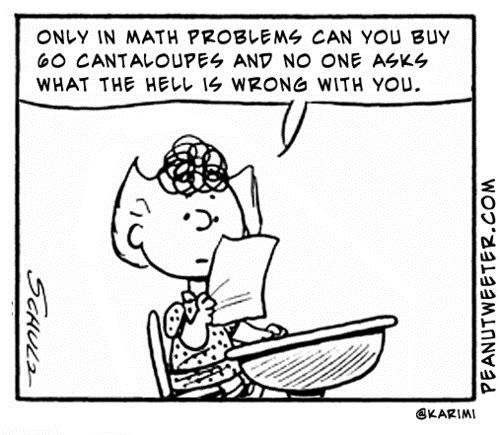 ONLY IN MATH PROBLEMS CAN YOU BUY
60 CANTALOUPES AND NO ONE ASKS
WHAT THE HELL IS WRONG WITH YOU.
SCHULZ
PEANUTWEETER.COM
@KARIMI